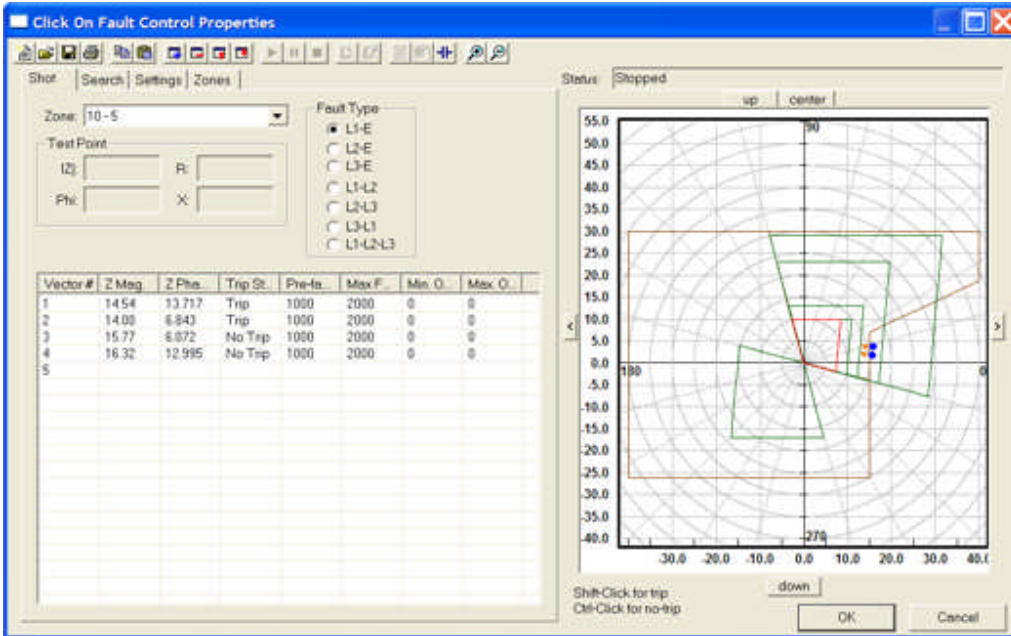 Click On Fault Control Properties
Shot Search Settings Zones
Zone: 10 - 5
Test Point
|Z|: R:
Phi: X:
Fault Type
L1-E
L2-E
L3-E
L1-L2
L2-L3
L3-L1
L1-L2-L3
Vector # Z Mag. Z Pha... Trip St... Pre-fa... Max F... Min. O... Max. O...
1 14.54 13.717 Trip 1000 2000 0 0
2 14.00 6.843 Trip 1000 2000 0 0
3 15.77 6.072 No Trip 1000 2000 0 0
4 16.32 12.995 No Trip 1000 2000 0 0
5
Status: Stopped
up center
55.0
50.0
45.0
40.0
35.0
30.0
25.0
20.0
15.0
10.0
5.0
0.0
-5.0
-10.0
-15.0
-20.0
-25.0
-30.0
-35.0
-40.0
90
180
0
270
< >
-30.0 -20.0 -10.0 0.0 10.0 20.0 30.0 40.0
down
Shift-Click for trip
Ctrl-Click for no-trip
OK Cancel